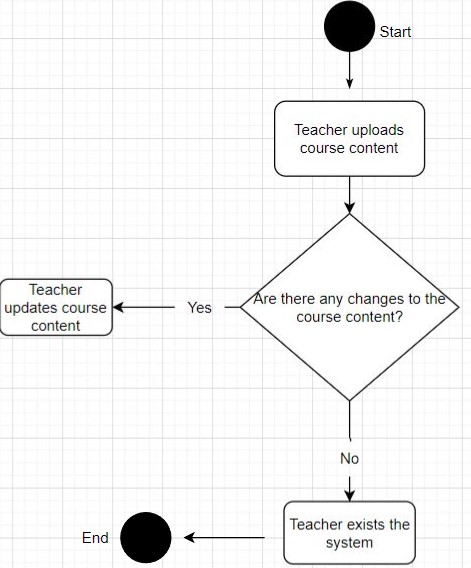 Start
Teacher uploads
course content
Are there any changes to the
course content?
Yes
Teacher
updates course
content
No
Teacher exists the
system
End